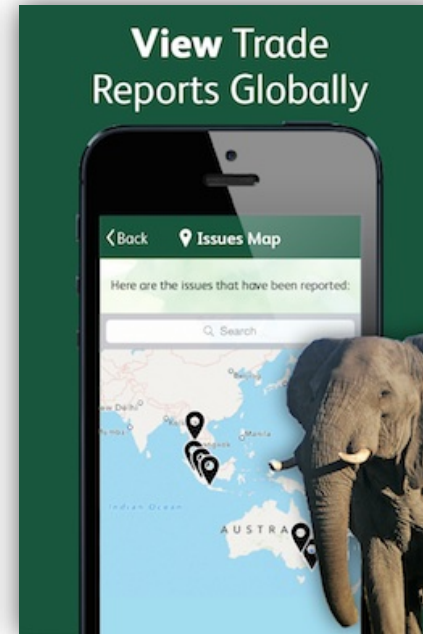 View Trade
Reports Globally
Back
Issues Map
Here are the issues that have been reported:
Search
Beijing
New Delhi
Manila
Indian Ocean
AUSTRA